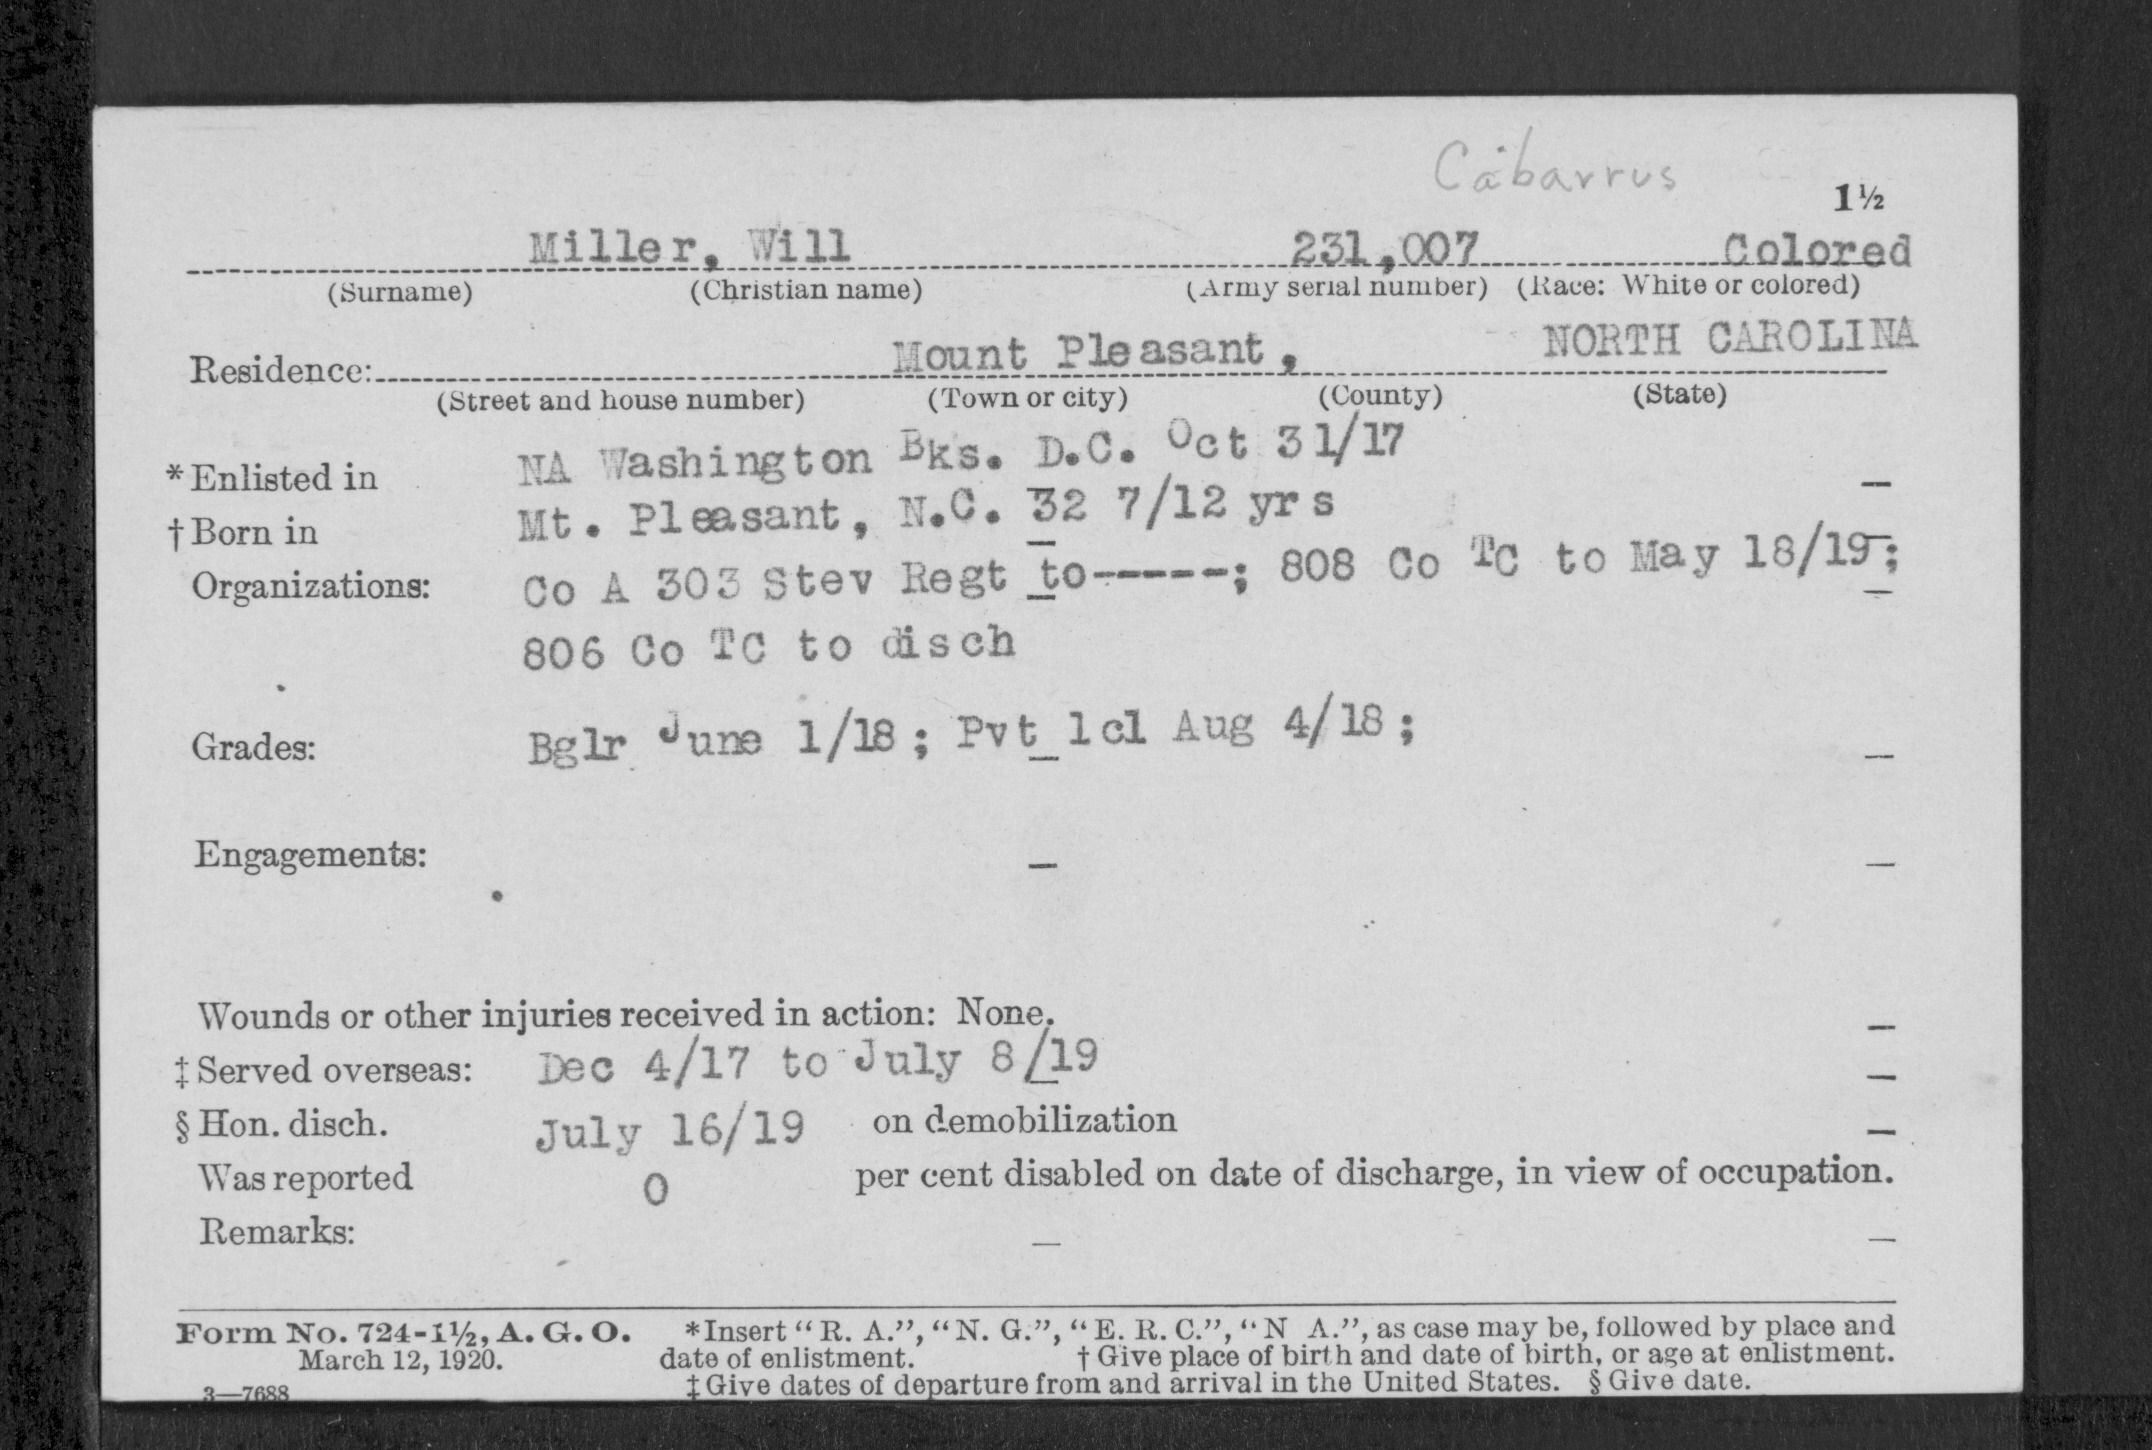 Cabarrus
1½
Miller, Will 231,007 Colored
(Surname) (Christian name) (Army serial number) (Race: White or colored)
Residence: Mount Pleasant, NORTH CAROLINA
(Street and house number) (Town or city) (County) (State)
*Enlisted in NA Washington Bks. D.C. Oct 31/17
†Born in Mt. Pleasant, N.C. 32 7/12 yrs
Organizations: Co A 303 Stev Regt to-----; 808 Co TC to May 18/19;
806 Co TC to disch
Grades: Bglr June 1/18; Pvt 1cl Aug 4/18;
Engagements:
Wounds or other injuries received in action: None.
‡Served overseas: Dec 4/17 to July 8/19
§Hon. disch. July 16/19 on demobilization
Was reported 0 per cent disabled on date of discharge, in view of occupation.
Remarks:
Form No. 724-1½, A. G. O. *Insert “R. A.”, “N. G.”, “E. R. C.”, “N A.”, as case may be, followed by place and
March 12, 1920. date of enlistment. †Give place of birth and date of birth, or age at enlistment.
3—7688 ‡Give dates of departure from and arrival in the United States. §Give date.